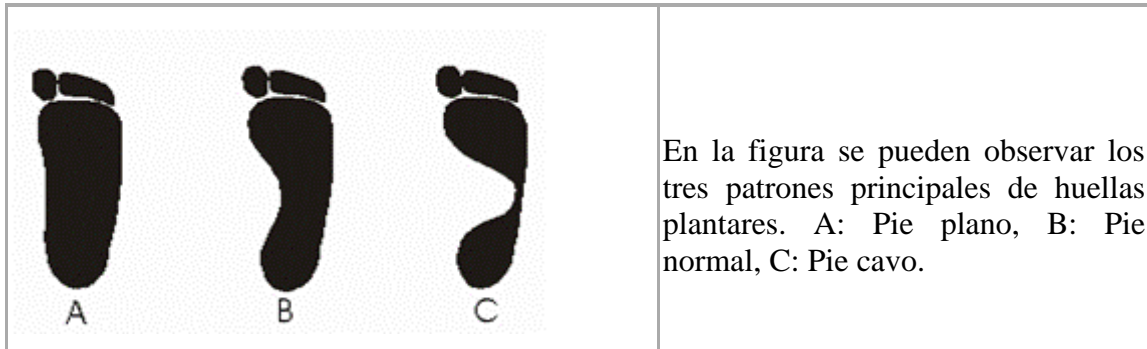 A B C
En la figura se pueden observar los
tres patrones principales de huellas
plantares. A: Pie plano, B: Pie
normal, C: Pie cavo.